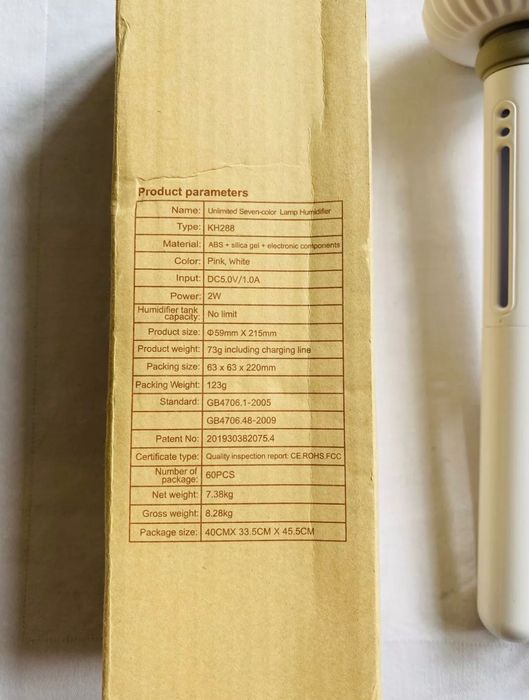 Product parameters
Name: Unlimited Seven-color Lamp Humidifier
Type: KH288
Material: ABS + silica gel + electronic components
Color: Pink, white
Input: DC5.0V/1.0A
Power: 2W
Humidifier tank
capacity: No limit
Product size: Φ59mm X 215mm
Product weight: 73g including charging line
Packing size: 63 x 63 x 220mm
Packing Weight: 123g
Standard: GB4706.1-2005
GB4706.48-2009
Patent No: 201930382075.4
Certificate type: Quality inspection report: CE.ROHS.FCC
Number of
package: 60PCS
Net weight: 7.38kg
Gross weight: 8.28kg
Package size: 40CMX 33.5CM X 45.5CM